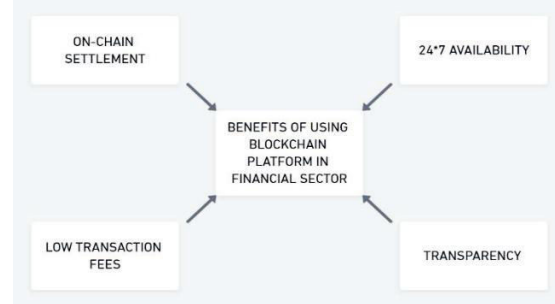 ON-CHAIN
SETTLEMENT
24*7 AVAILABILITY
BENEFITS OF USING
BLOCKCHAIN
PLATFORM IN
FINANCIAL SECTOR
LOW TRANSACTION
FEES
TRANSPARENCY